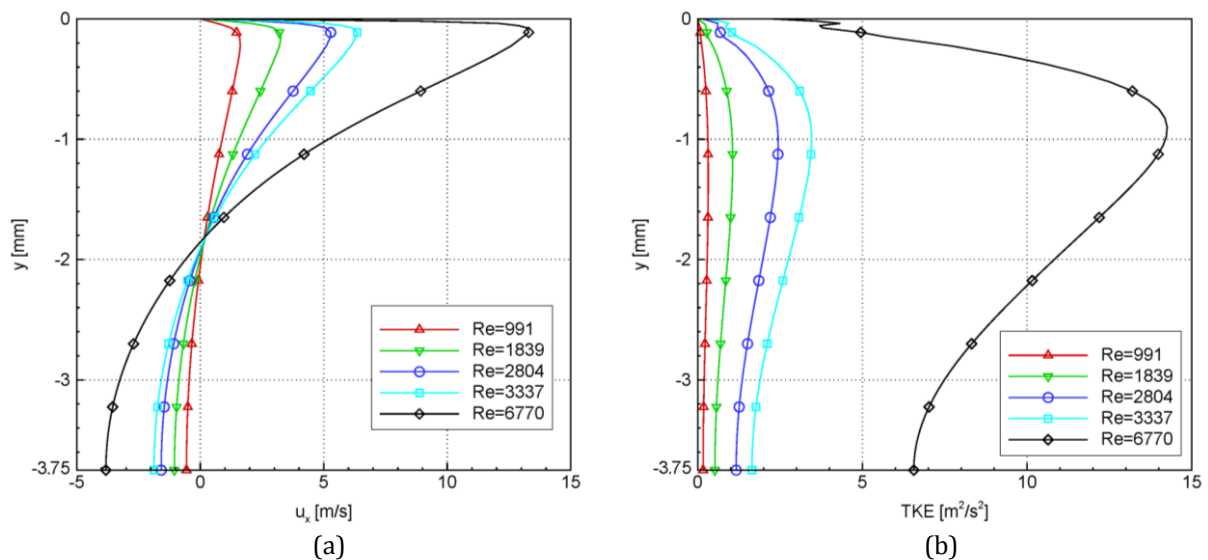 0
-1
-2
-3
-3.75
-5
0
5
10
15
y [mm]
uₓ [m/s]
Re=991
Re=1839
Re=2804
Re=3337
Re=6770
(a)
0
-1
-2
-3
-3.75
0
5
10
15
y [mm]
TKE [m²/s²]
Re=991
Re=1839
Re=2804
Re=3337
Re=6770
(b)